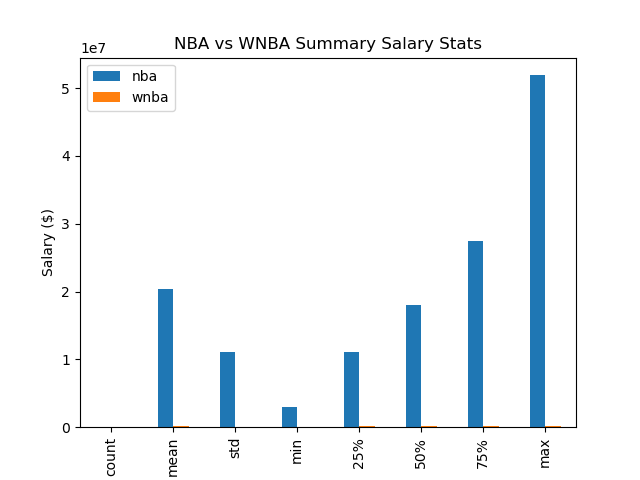 NBA vs WNBA Summary Salary Stats
1e7
nba
wnba
5
4
3
2
1
0
Salary ($)
count
mean
std
min
25%
50%
75%
max